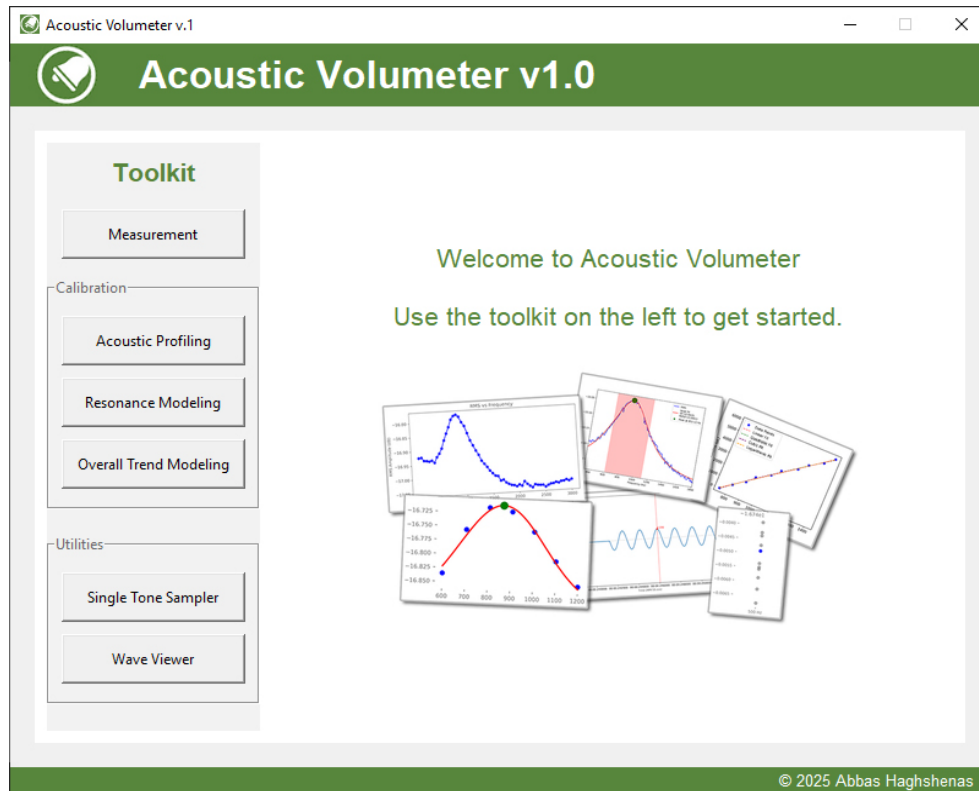 Acoustic Volumeter v.1
Acoustic Volumeter v1.0
Toolkit
Measurement
Calibration
Acoustic Profiling
Resonance Modeling
Overall Trend Modeling
Utilities
Single Tone Sampler
Wave Viewer
Welcome to Acoustic Volumeter
Use the toolkit on the left to get started.
RMS vs Frequency
-16.725
-16.750
-16.775
-16.800
-16.825
-16.850
600 700 800 900 1000 1100 1200
© 2025 Abbas Haghshenas